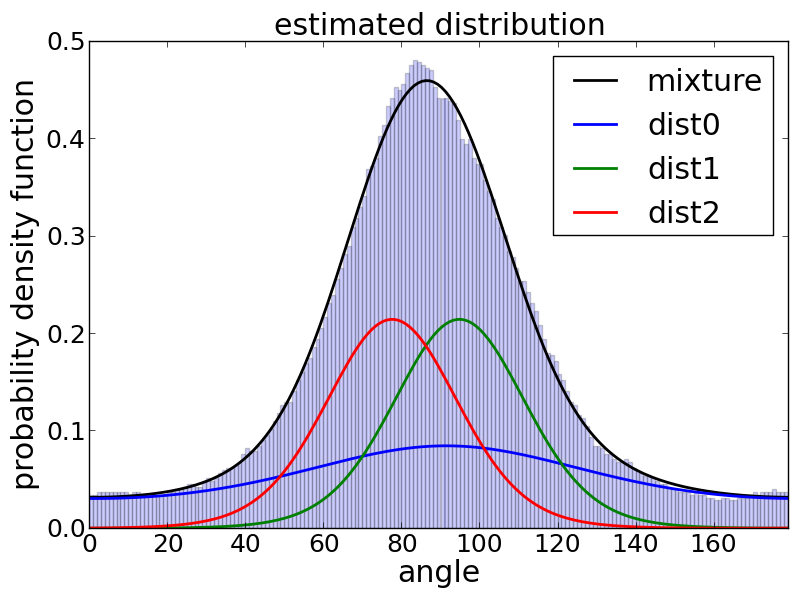 estimated distribution
probability density function
0.5
0.4
0.3
0.2
0.1
0.0
mixture
dist0
dist1
dist2
0 20 40 60 80 100 120 140 160
angle